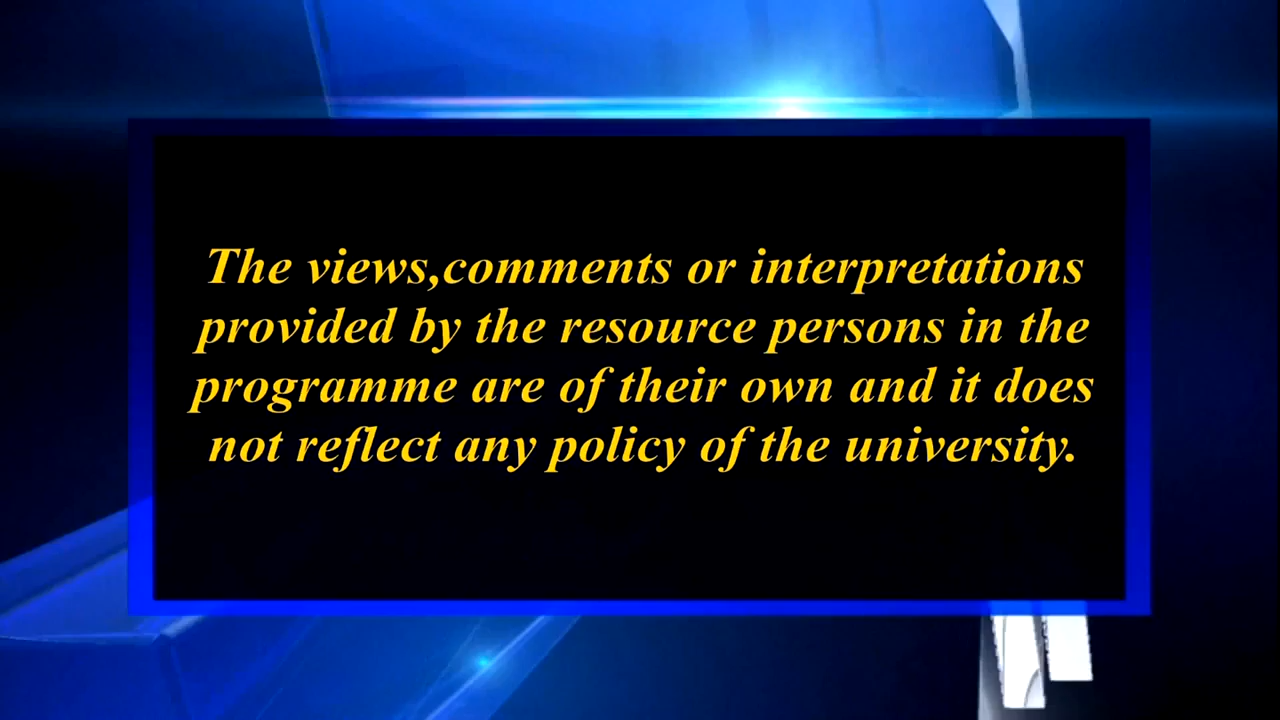 The views,comments or interpretations
provided by the resource persons in the
programme are of their own and it does
not reflect any policy of the university.